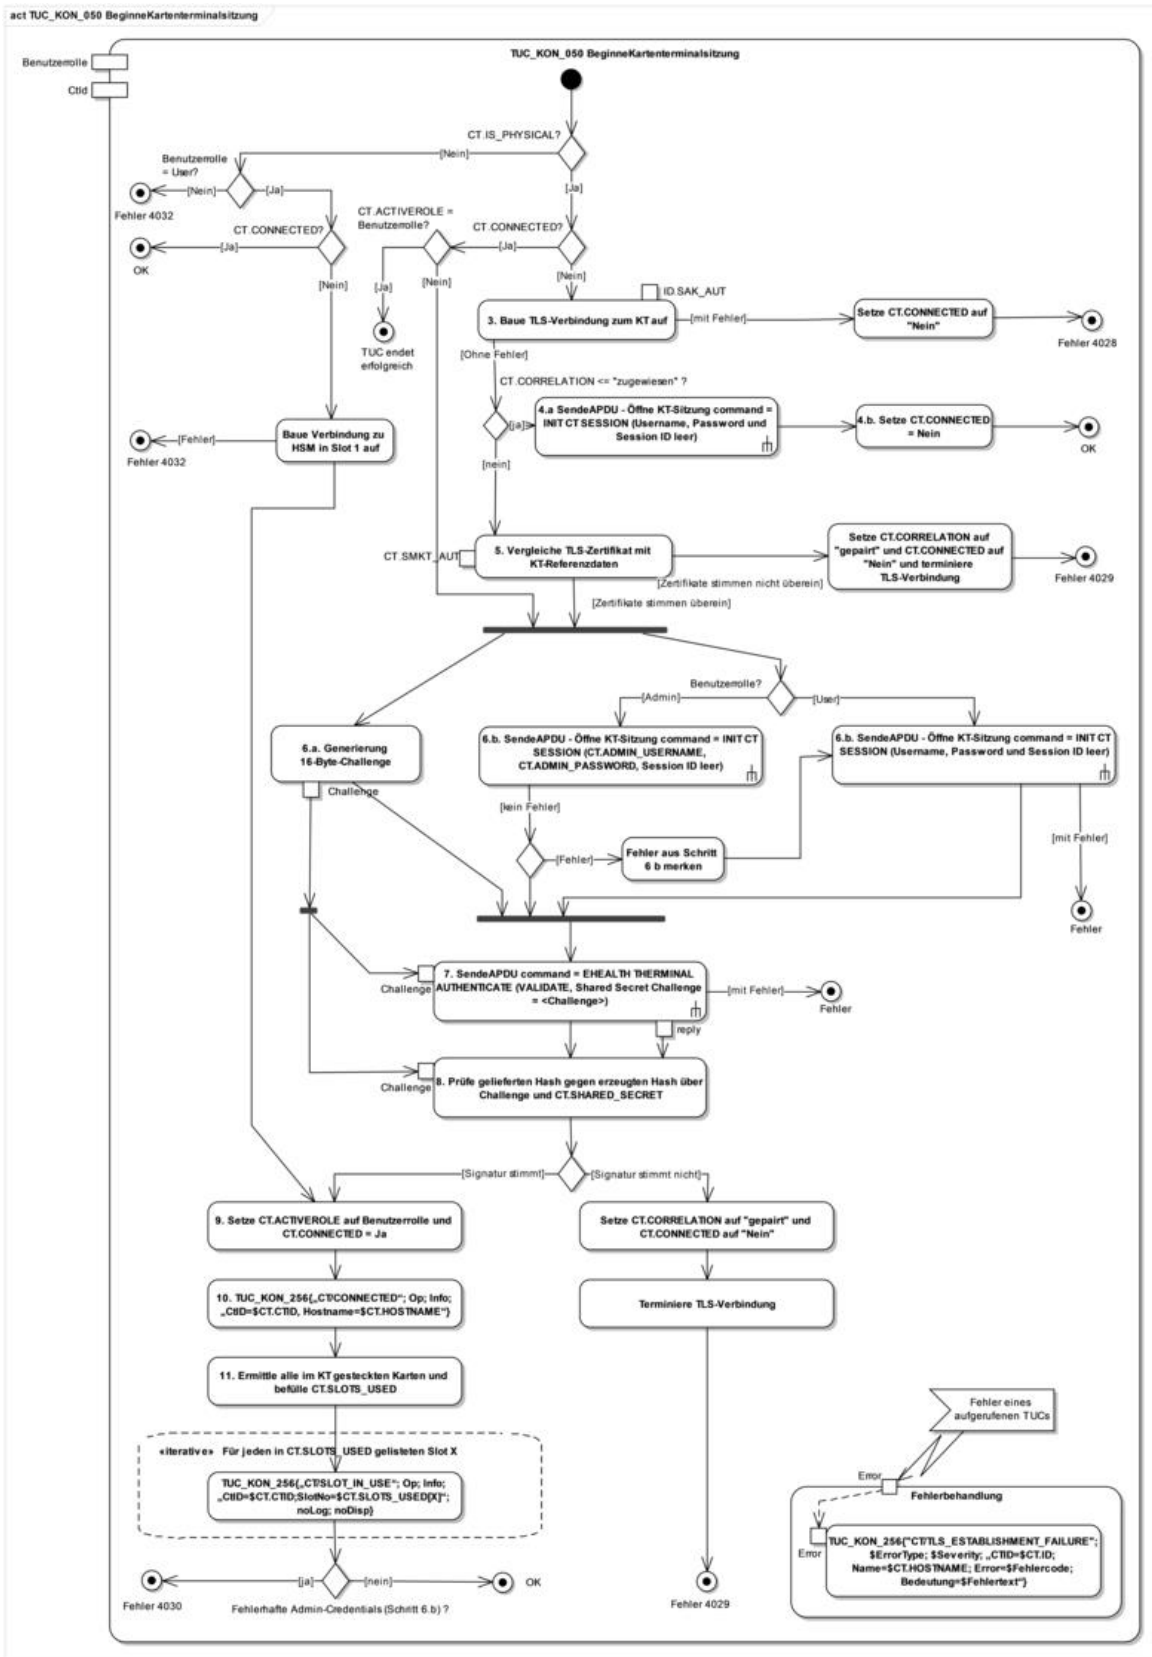 act TUC_KON_050 BeginneKartenterminalsitzung
TUC_KON_050 BeginneKartenterminalsitzung
Benutzerrolle
CtId
CT.IS_PHYSICAL?
[Nein]
[Ja]
Benutzerrolle
= User?
[Nein]
[Ja]
Fehler 4032
CT.CONNECTED?
[Ja]
OK
[Nein]
CT.ACTIVEROLE =
Benutzerrolle?
CT.CONNECTED?
[Ja]
[Nein]
[Ja]
[Nein]
TUC endet
erfolgreich
ID.SAK_AUT
3. Baue TLS-Verbindung zum KT auf
[mit Fehler]
Setze CT.CONNECTED auf
"Nein"
Fehler 4028
[Ohne Fehler]
CT.CORRELATION <= "zugewiesen" ?
[ja]
4.a SendeAPDU - Öffne KT-Sitzung command =
INIT CT SESSION (Username, Password und
Session ID leer)
4.b. Setze CT.CONNECTED
= Nein
OK
[nein]
Baue Verbindung zu
HSM in Slot 1 auf
[Fehler]
Fehler 4032
CT.SMKT_AUT
5. Vergleiche TLS-Zertifikat mit
KT-Referenzdaten
Setze CT.CORRELATION auf
"gepairt" und CT.CONNECTED auf
"Nein" und terminiere
TLS-Verbindung
Fehler 4029
[Zertifikate stimmen nicht überein]
[Zertifikate stimmen überein]
Benutzerrolle?
[Admin]
[User]
6.a. Generierung
16-Byte-Challenge
Challenge
6.b. SendeAPDU - Öffne KT-Sitzung command = INIT CT
SESSION (CT.ADMIN_USERNAME,
CT.ADMIN_PASSWORD, Session ID leer)
6.b. SendeAPDU - Öffne KT-Sitzung command = INIT CT
SESSION (Username, Password und Session ID leer)
[kein Fehler]
[Fehler]
Fehler aus Schritt
6 b merken
[mit Fehler]
Fehler
Challenge
7. SendeAPDU command = EHEALTH THERMINAL
AUTHENTICATE (VALIDATE, Shared Secret Challenge
= <Challenge>)
[mit Fehler]
Fehler
reply
Challenge
8. Prüfe gelieferten Hash gegen erzeugten Hash über
Challenge und CT.SHARED_SECRET
[Signatur stimmt]
[Signatur stimmt nicht]
9. Setze CT.ACTIVEROLE auf Benutzerrolle und
CT.CONNECTED = Ja
Setze CT.CORRELATION auf "gepairt" und
CT.CONNECTED auf "Nein"
10. TUC_KON_256{„CT/CONNECTED“; Op; Info;
„CtID=$CT.CTID, Hostname=$CT.HOSTNAME“}
Terminiere TLS-Verbindung
11. Ermittle alle im KT gesteckten Karten und
befülle CT.SLOTS_USED
«iterative» Für jeden in CT.SLOTS_USED gelisteten Slot X
TUC_KON_256{„CT/SLOT_IN_USE“; Op; Info;
„CtID=$CT.CTID;SlotNo=$CT.SLOTS_USED[X]“;
noLog; noDisp}
Fehler eines
aufgerufenen TUCs
Error
Fehlerbehandlung
Error
TUC_KON_256{"CT/TLS_ESTABLISHMENT_FAILURE";
$ErrorType; $Severity; „CTID=$CT.ID;
Name=$CT.HOSTNAME; Error=$Fehlercode;
Bedeutung=$Fehlertext“}
[ja]
[nein]
OK
Fehler 4030
Fehlerhafte Admin-Credentials (Schritt 6.b) ?
Fehler 4029